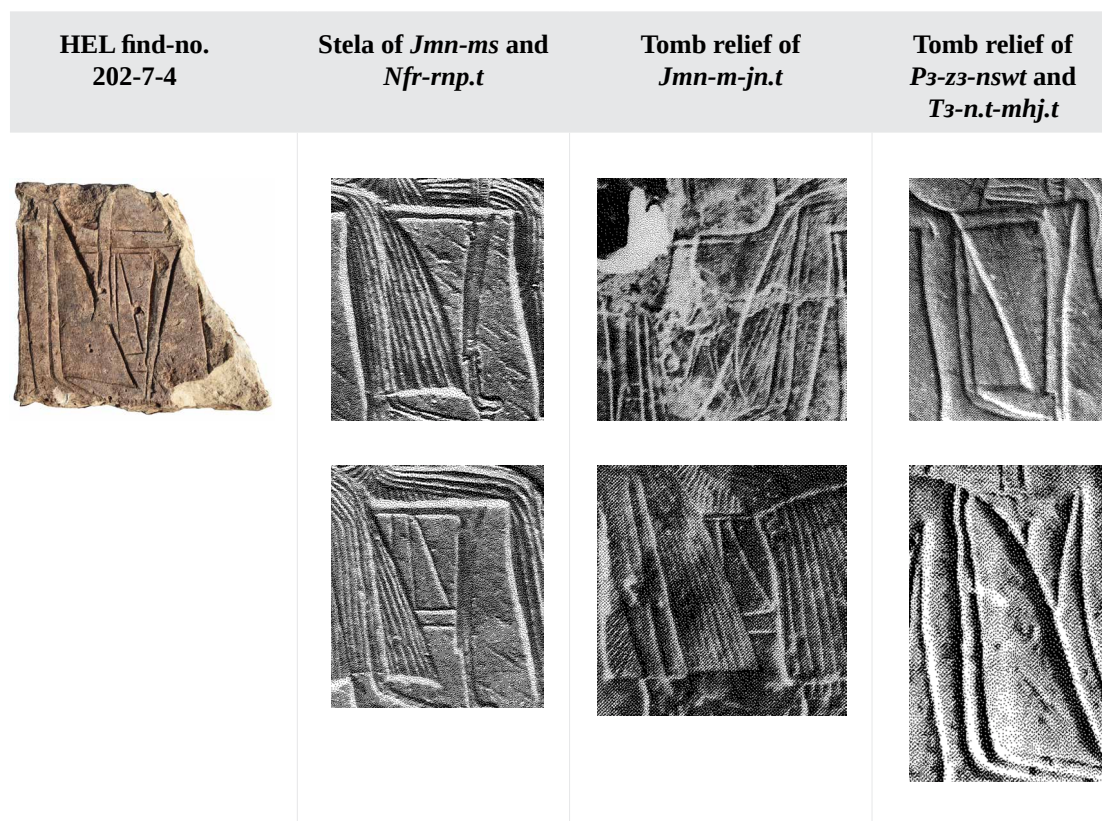 HEL find-no.
202-7-4
Stela of Jmn-ms and
Nfr-rnp.t
Tomb relief of
Jmn-m-jn.t
Tomb relief of
Pꜣ-zꜣ-nswt and
Tꜣ-n.t-mhj.t